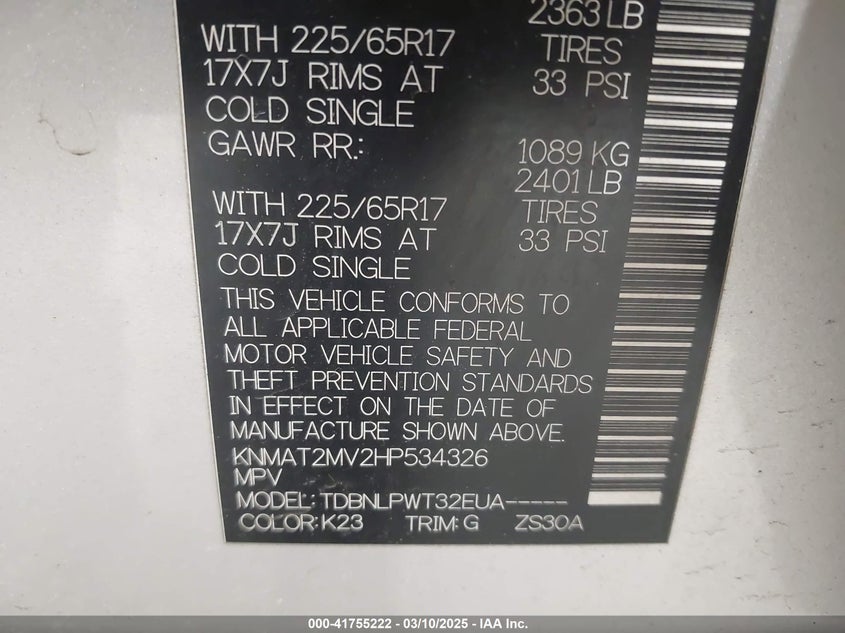 2363 LB
WITH 225/65R17 TIRES
17X7J RIMS AT 33 PSI
COLD SINGLE
GAWR RR.: 1089 KG
2401 LB
WITH 225/65R17 TIRES
17X7J RIMS AT 33 PSI
COLD SINGLE
THIS VEHICLE CONFORMS TO
ALL APPLICABLE FEDERAL
MOTOR VEHICLE SAFETY AND
THEFT PREVENTION STANDARDS
IN EFFECT ON THE DATE OF
MANUFACTURE SHOWN ABOVE.
KNMAT2MV2HP534326
MPV
MODEL: TDBNLPWT32EUA-----
COLOR: K23 TRIM: G ZS30A
000-41755222 - 03/10/2025 - IAA Inc.